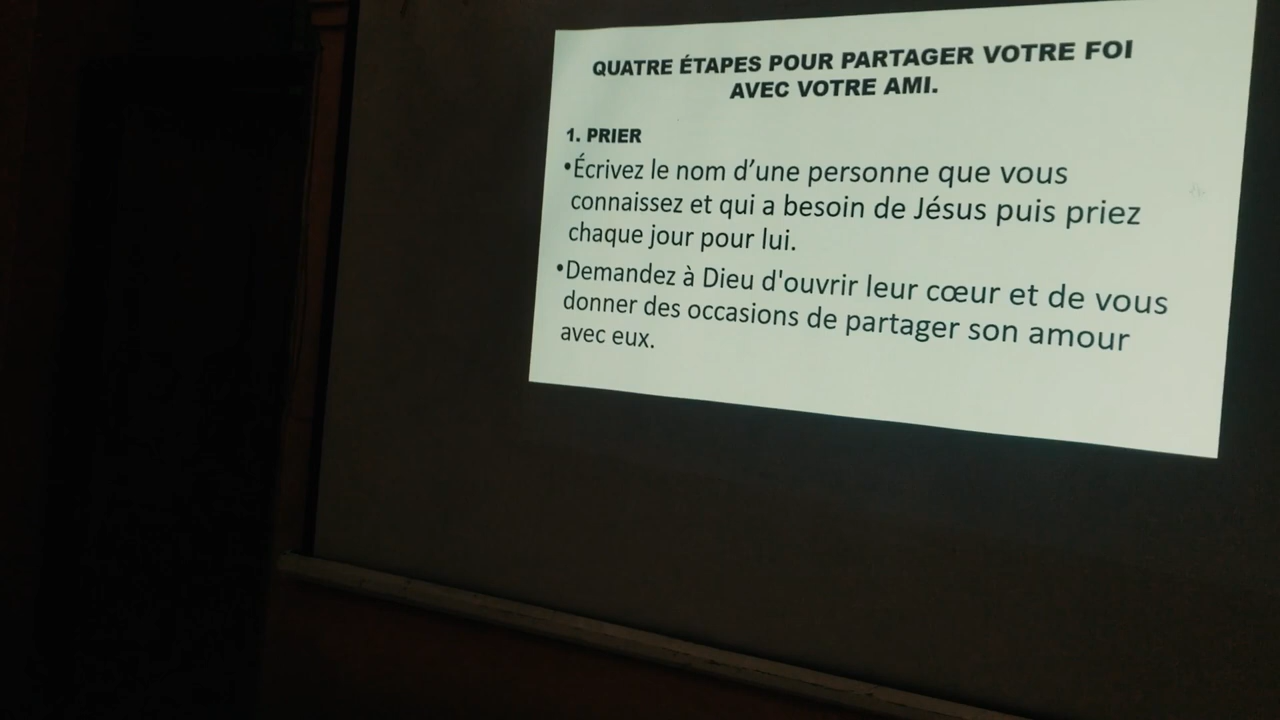 QUATRE ÉTAPES POUR PARTAGER VOTRE FOI
AVEC VOTRE AMI.
1. PRIER
•Écrivez le nom d’une personne que vous
connaissez et qui a besoin de Jésus puis priez
chaque jour pour lui.
•Demandez à Dieu d'ouvrir leur cœur et de vous
donner des occasions de partager son amour
avec eux.